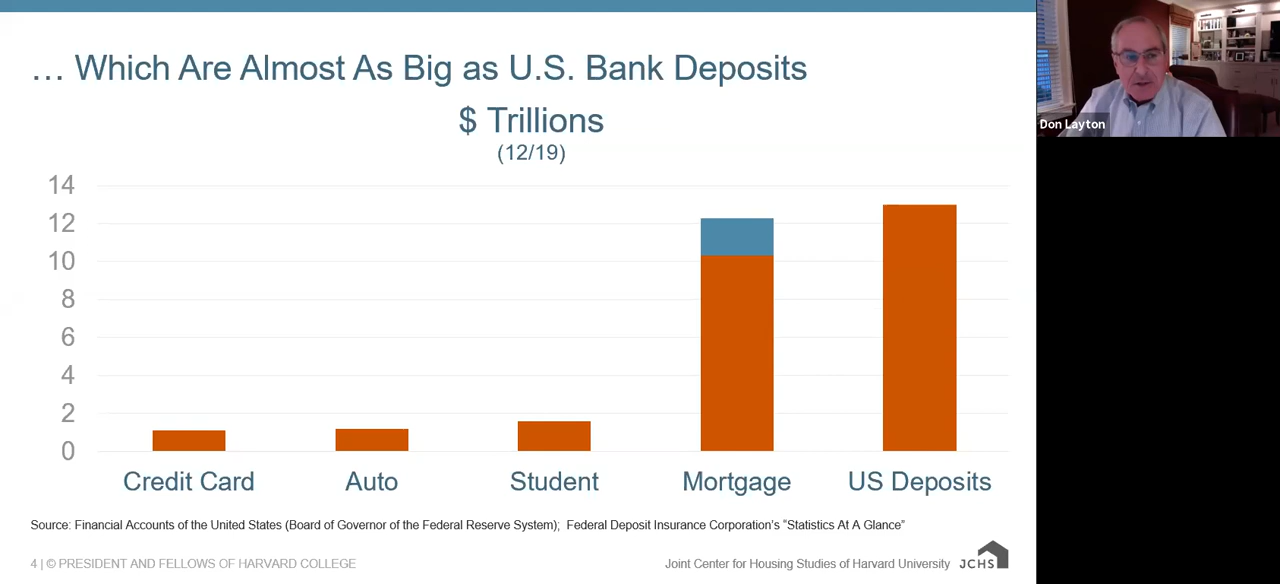 … Which Are Almost As Big as U.S. Bank Deposits
$ Trillions
(12/19)
14
12
10
8
6
4
2
0
Credit Card Auto Student Mortgage US Deposits
Source: Financial Accounts of the United States (Board of Governor of the Federal Reserve System); Federal Deposit Insurance Corporation's "Statistics At A Glance"
4 | © PRESIDENT AND FELLOWS OF HARVARD COLLEGE
Joint Center for Housing Studies of Harvard University JCHS
Don Layton